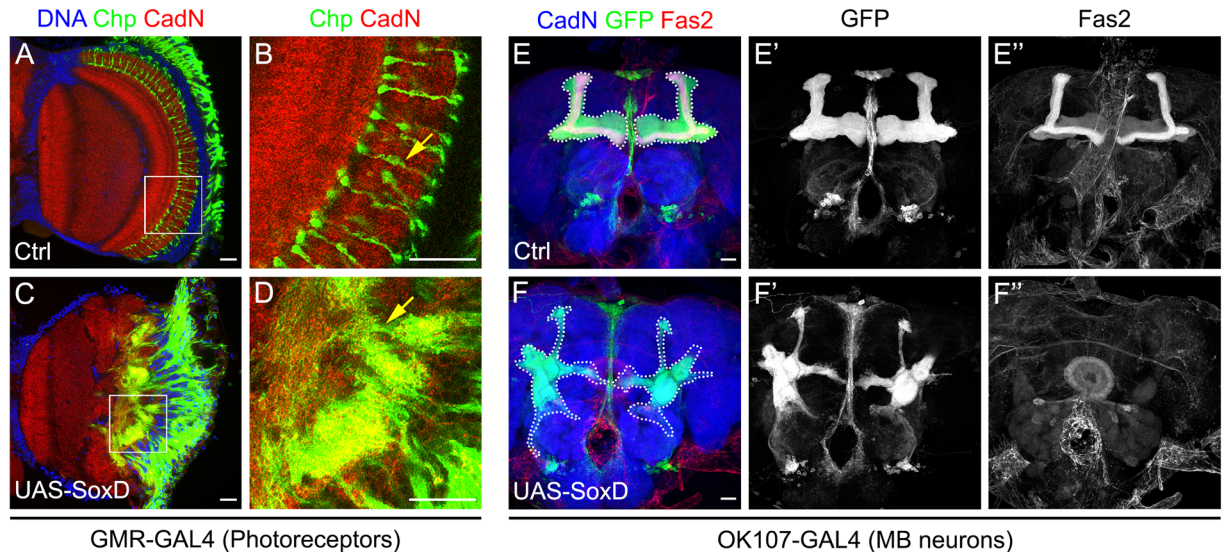 DNA Chp CadN
Chp CadN
CadN GFP Fas2
GFP
Fas2
A
Ctrl
B
E
Ctrl
E'
E''
C
UAS-SoxD
D
F
UAS-SoxD
F'
F''
GMR-GAL4 (Photoreceptors)
OK107-GAL4 (MB neurons)